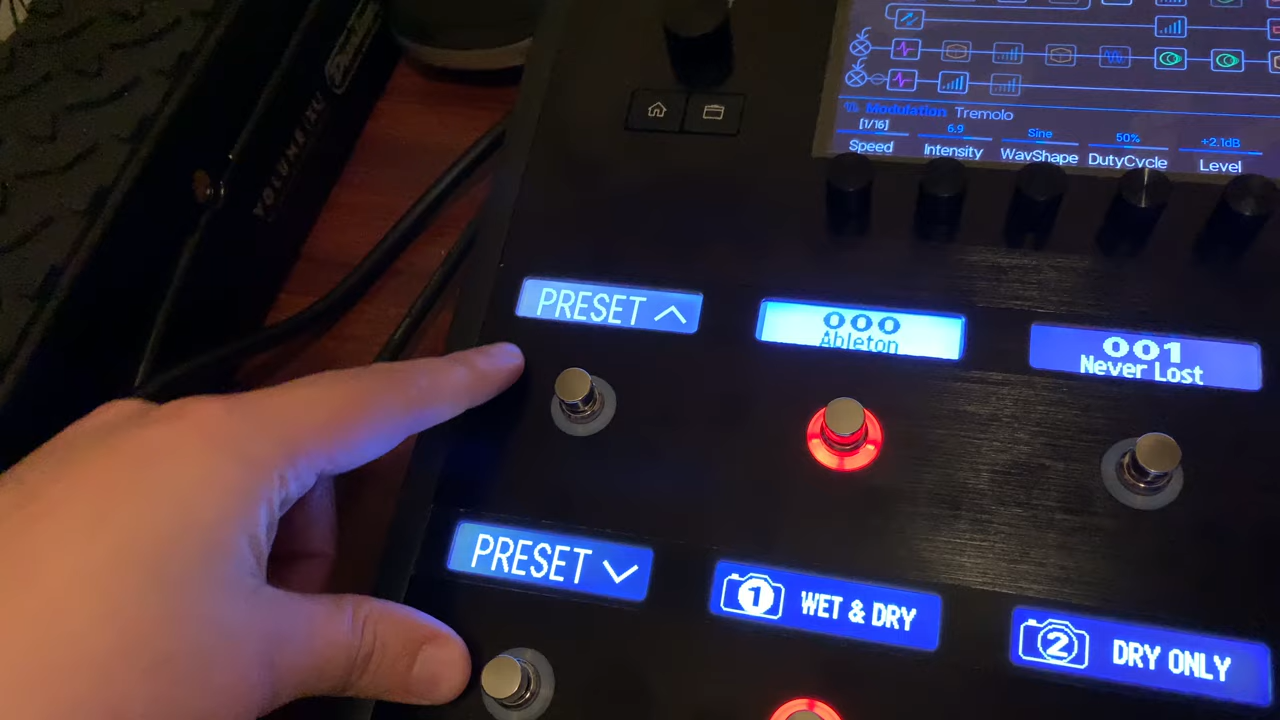 Modulation Tremolo
[1/16] 6.9 Sine 50% +2.1dB
Speed Intensity WavShape DutyCycle Level
VOLUME
PRESET
000
Ableton
001
Never Lost
PRESET
1 WET & DRY
2 DRY ONLY